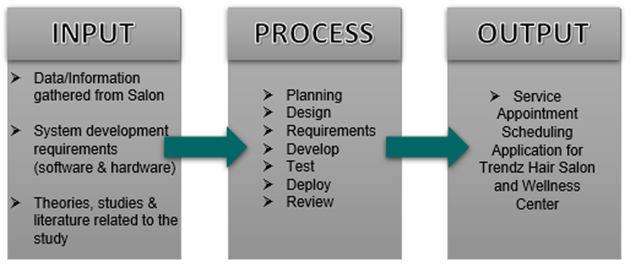 INPUT
Data/Information
gathered from Salon
System development
requirements
(software & hardware)
Theories, studies &
literature related to the
study
PROCESS
Planning
Design
Requirements
Develop
Test
Deploy
Review
OUTPUT
Service
Appointment
Scheduling
Application for
Trendz Hair Salon
and Wellness
Center